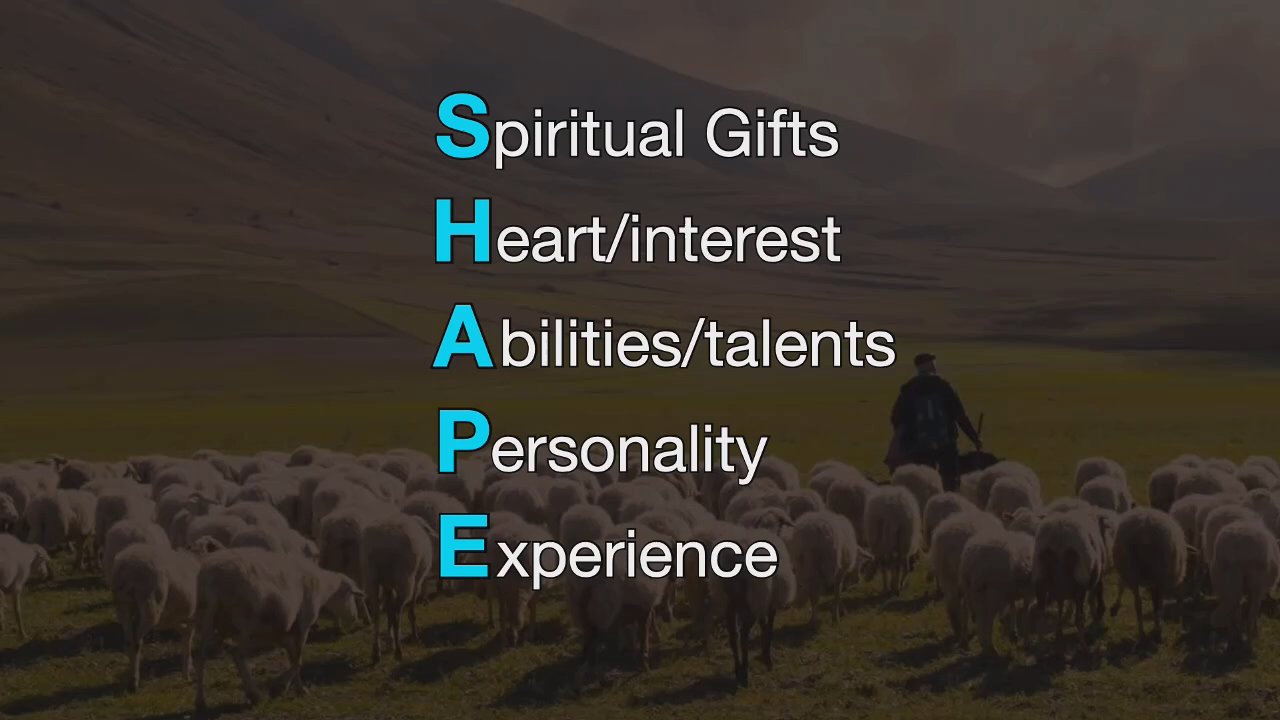 Spiritual Gifts
Heart/interest
Abilities/talents
Personality
Experience